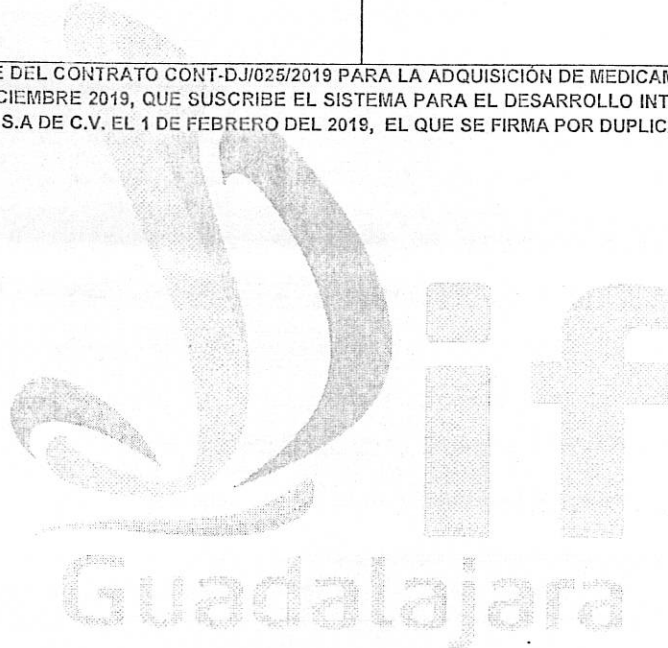 E DEL CONTRATO CONT-DJ/025/2019 PARA LA ADQUISICIÓN DE MEDICAM
CIEMBRE 2019, QUE SUSCRIBE EL SISTEMA PARA EL DESARROLLO INT
S.A DE C.V. EL 1 DE FEBRERO DEL 2019, EL QUE SE FIRMA POR DUPLIC
Dif
Guadalajara